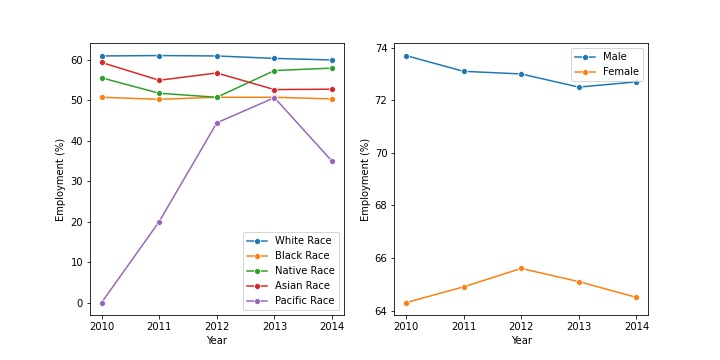 60
50
40
30
20
10
0
Employment (%)
2010 2011 2012 2013 2014
Year
White Race
Black Race
Native Race
Asian Race
Pacific Race
74
72
70
68
66
64
Employment (%)
2010 2011 2012 2013 2014
Year
Male
Female